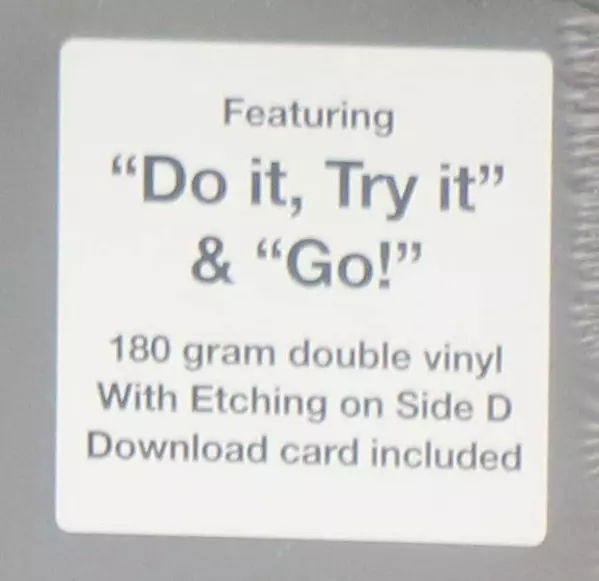 Featuring
“Do it, Try it”
& “Go!”
180 gram double vinyl
With Etching on Side D
Download card included